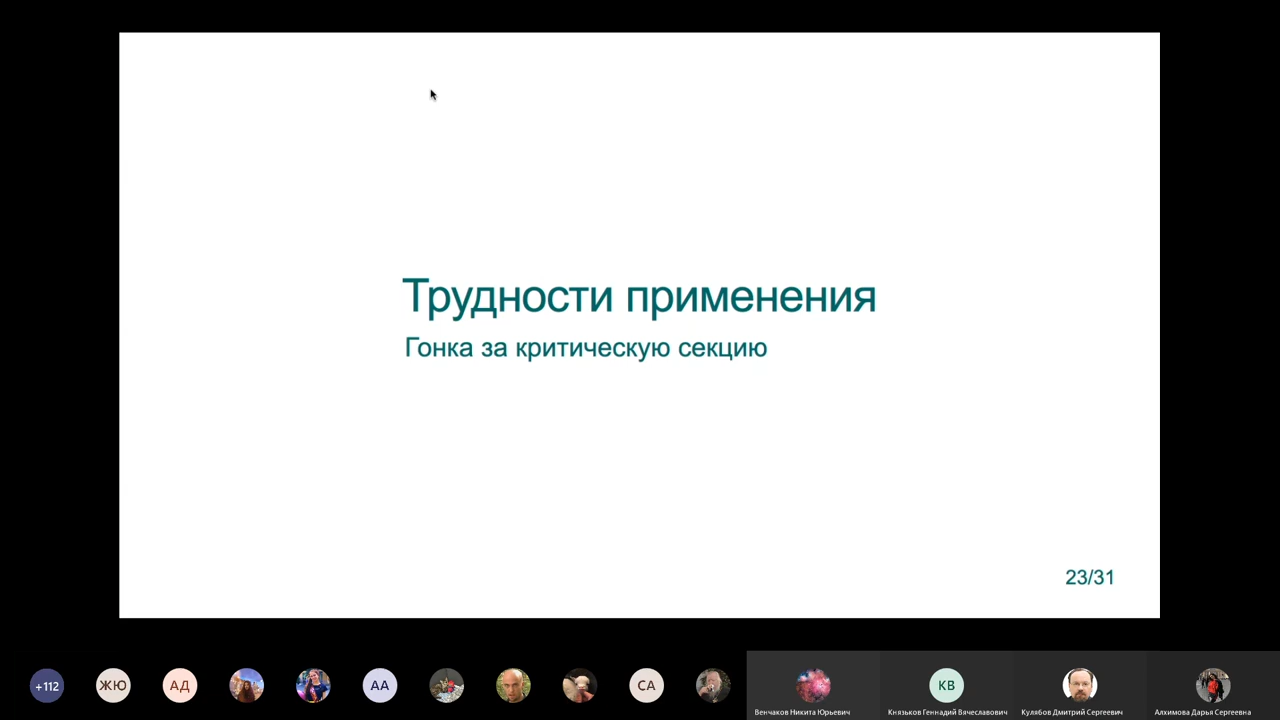 Трудности применения
Гонка за критическую секцию
23/31
+112
ЖЮ
АД
АА
СА
КВ
Венчаков Никита Юрьевич
Князьков Геннадий Вячеславович
Кулябов Дмитрий Сергеевич
Алхимова Дарья Сергеевна